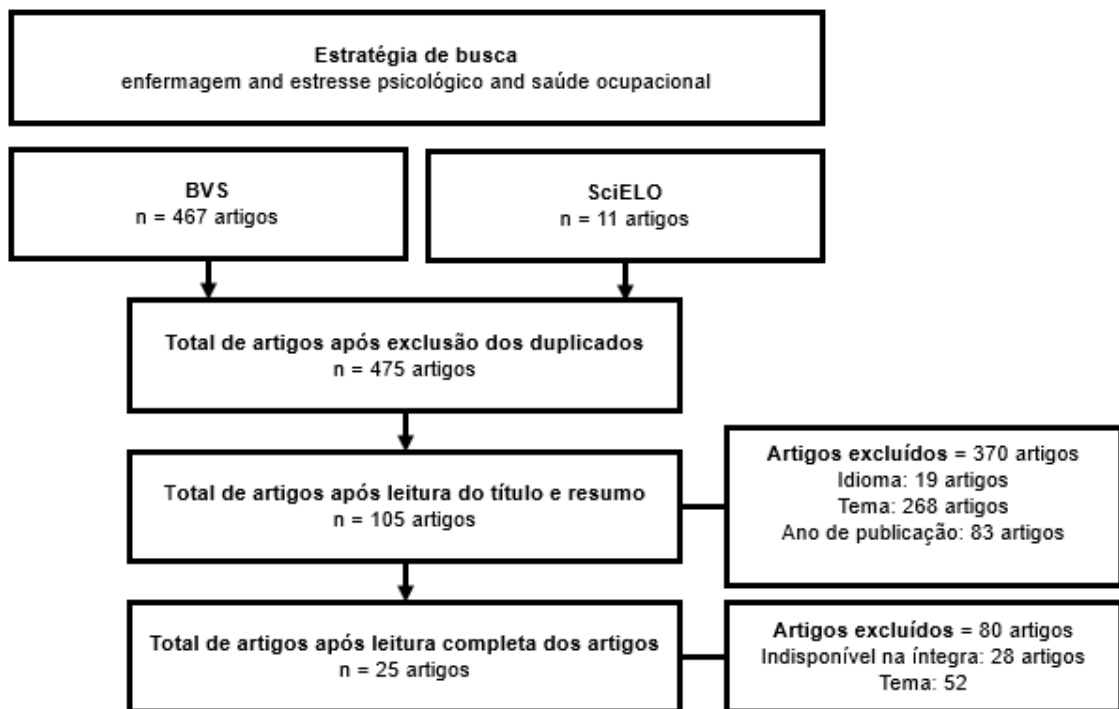 Estratégia de busca
enfermagem and estresse psicológico and saúde ocupacional
BVS
n = 467 artigos
SciELO
n = 11 artigos
Total de artigos após exclusão dos duplicados
n = 475 artigos
Total de artigos após leitura do título e resumo
n = 105 artigos
Artigos excluídos = 370 artigos
Idioma: 19 artigos
Tema: 268 artigos
Ano de publicação: 83 artigos
Total de artigos após leitura completa dos artigos
n = 25 artigos
Artigos excluídos = 80 artigos
Indisponível na íntegra: 28 artigos
Tema: 52